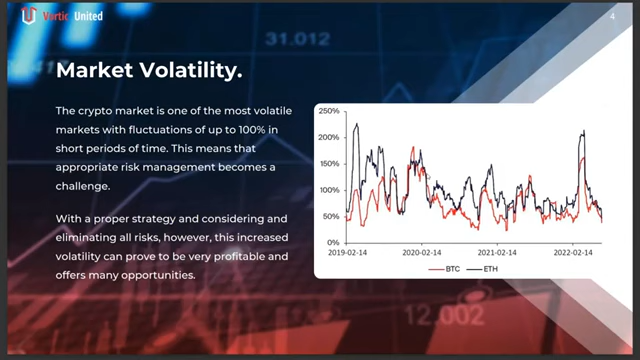 Vortic United
4
31.012
Market Volatility.
The crypto market is one of the most volatile
markets with fluctuations of up to 100% in
short periods of time. This means that
appropriate risk management becomes a
challenge.
With a proper strategy and considering and
eliminating all risks, however, this increased
volatility can prove to be very profitable and
offers many opportunities.
250%
200%
150%
100%
50%
0%
2019-02-14 2020-02-14 2021-02-14 2022-02-14
BTC ETH
12.002